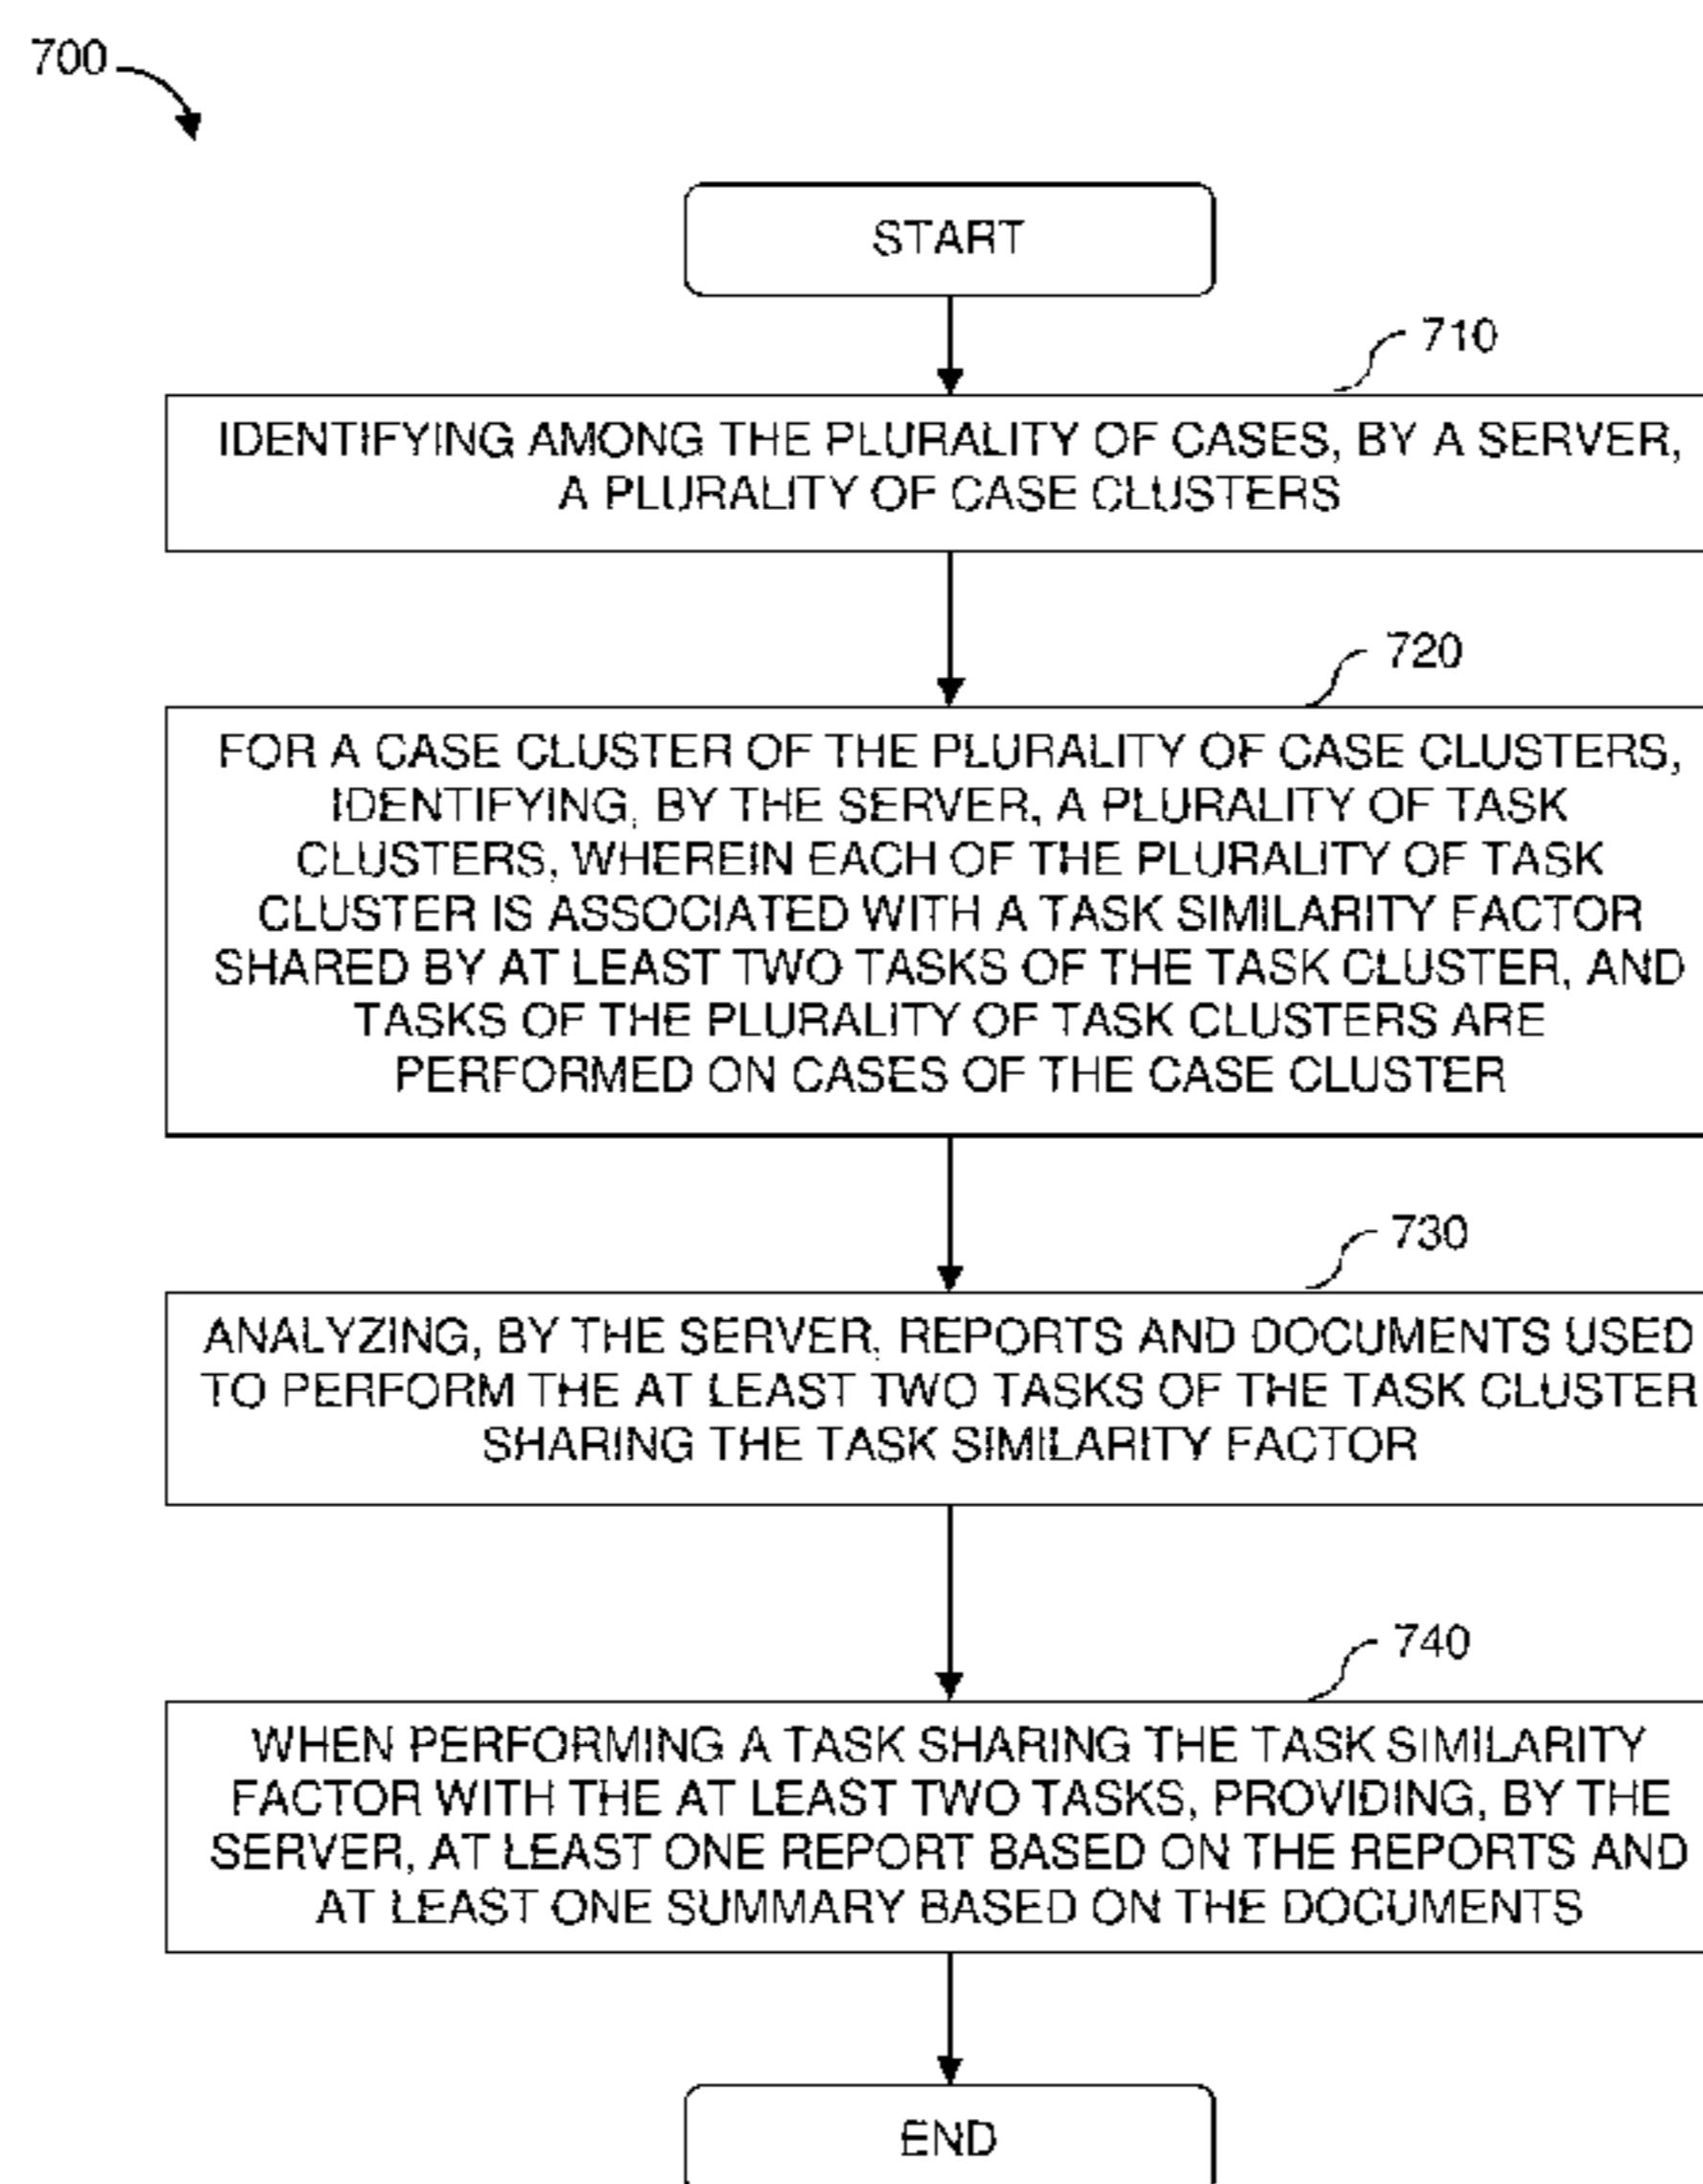 700
START
710
IDENTIFYING AMONG THE PLURALITY OF CASES, BY A SERVER,
A PLURALITY OF CASE CLUSTERS
720
FOR A CASE CLUSTER OF THE PLURALITY OF CASE CLUSTERS,
IDENTIFYING, BY THE SERVER, A PLURALITY OF TASK
CLUSTERS, WHEREIN EACH OF THE PLURALITY OF TASK
CLUSTER IS ASSOCIATED WITH A TASK SIMILARITY FACTOR
SHARED BY AT LEAST TWO TASKS OF THE TASK CLUSTER, AND
TASKS OF THE PLURALITY OF TASK CLUSTERS ARE
PERFORMED ON CASES OF THE CASE CLUSTER
730
ANALYZING, BY THE SERVER, REPORTS AND DOCUMENTS USED
TO PERFORM THE AT LEAST TWO TASKS OF THE TASK CLUSTER
SHARING THE TASK SIMILARITY FACTOR
740
WHEN PERFORMING A TASK SHARING THE TASK SIMILARITY
FACTOR WITH THE AT LEAST TWO TASKS, PROVIDING, BY THE
SERVER, AT LEAST ONE REPORT BASED ON THE REPORTS AND
AT LEAST ONE SUMMARY BASED ON THE DOCUMENTS
END